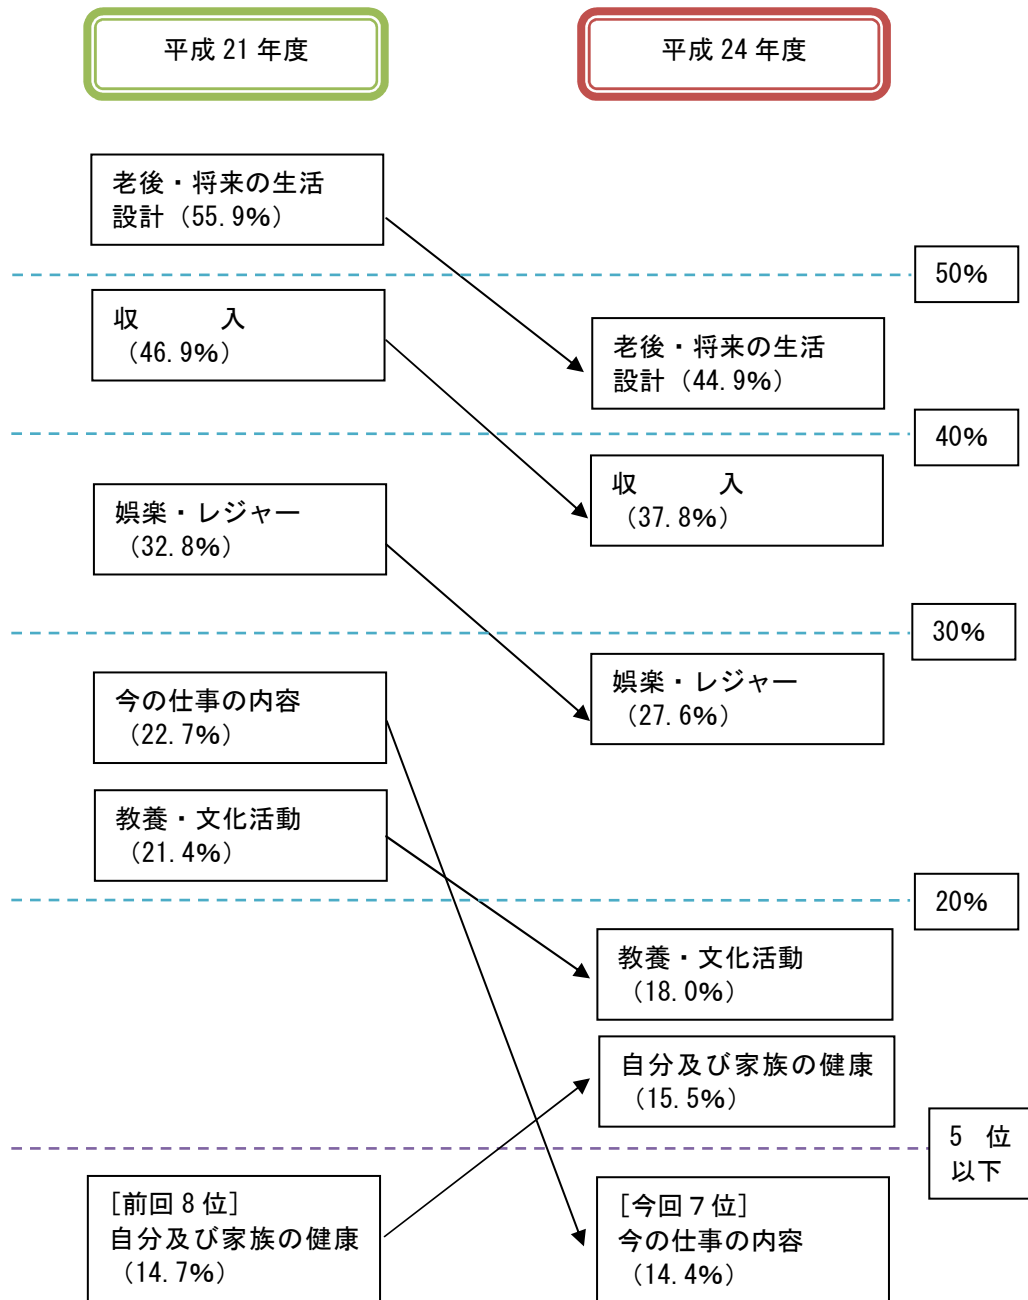 平成 21 年度
平成 24 年度
老後・将来の生活
設計（55.9％）
50％
収　　　入
（46.9％）
老後・将来の生活
設計（44.9％）
40％
収　　　入
（37.8％）
娯楽・レジャー
（32.8％）
30％
娯楽・レジャー
（27.6％）
今の仕事の内容
（22.7％）
教養・文化活動
（21.4％）
20％
教養・文化活動
（18.0％）
自分及び家族の健康
（15.5％）
5　位
以下
［前回 8 位］
自分及び家族の健康
（14.7％）
［今回７位］
今の仕事の内容
（14.4％）